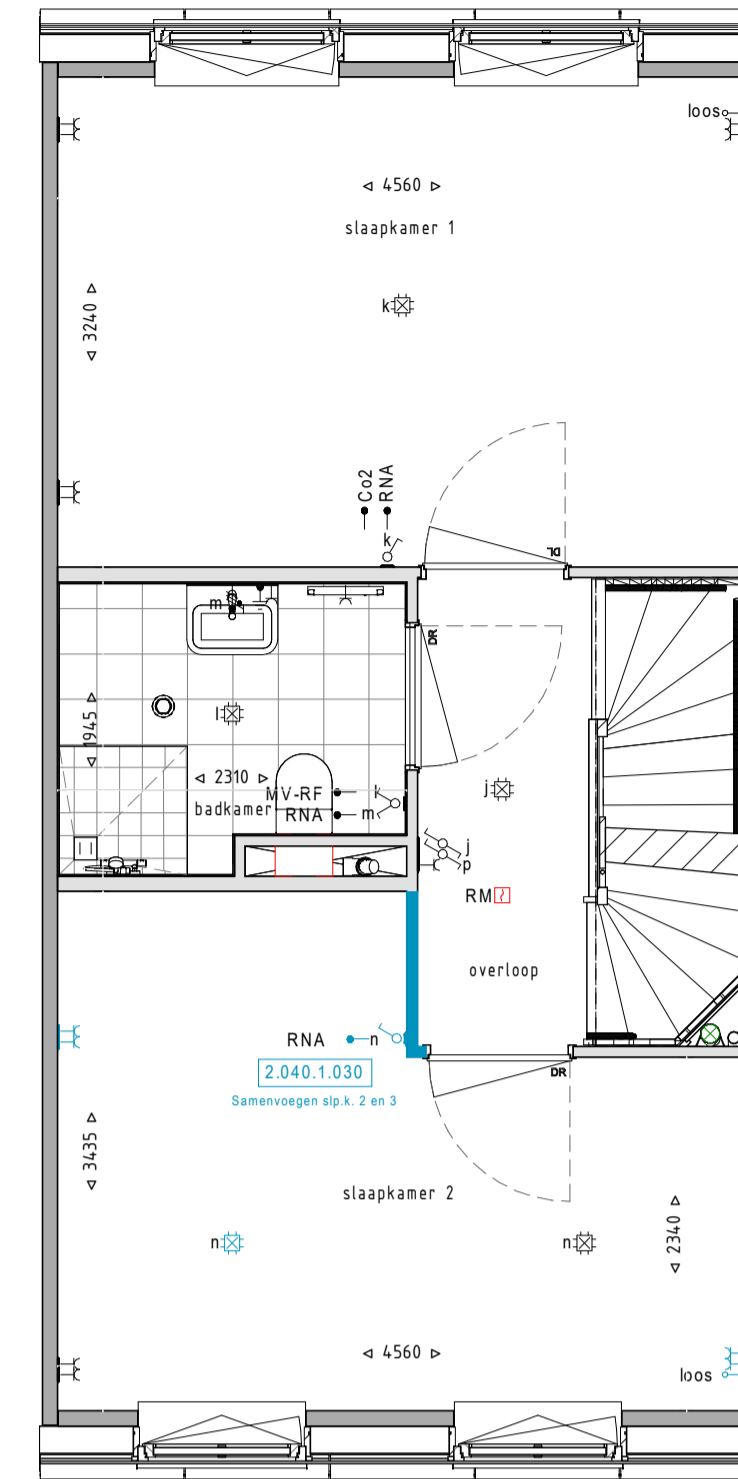 loos
4560
slaapkamer 1
k
3240
Co2
RNA
k
DL
m
DR
1945
l
2310
MV-RF
badkamer
RNA
m
j
j
p
RM
overloop
RNA
n
2.040.1.030
Samenvoegen slp.k. 2 en 3
3435
DR
slaapkamer 2
n
n
2340
4560
loos